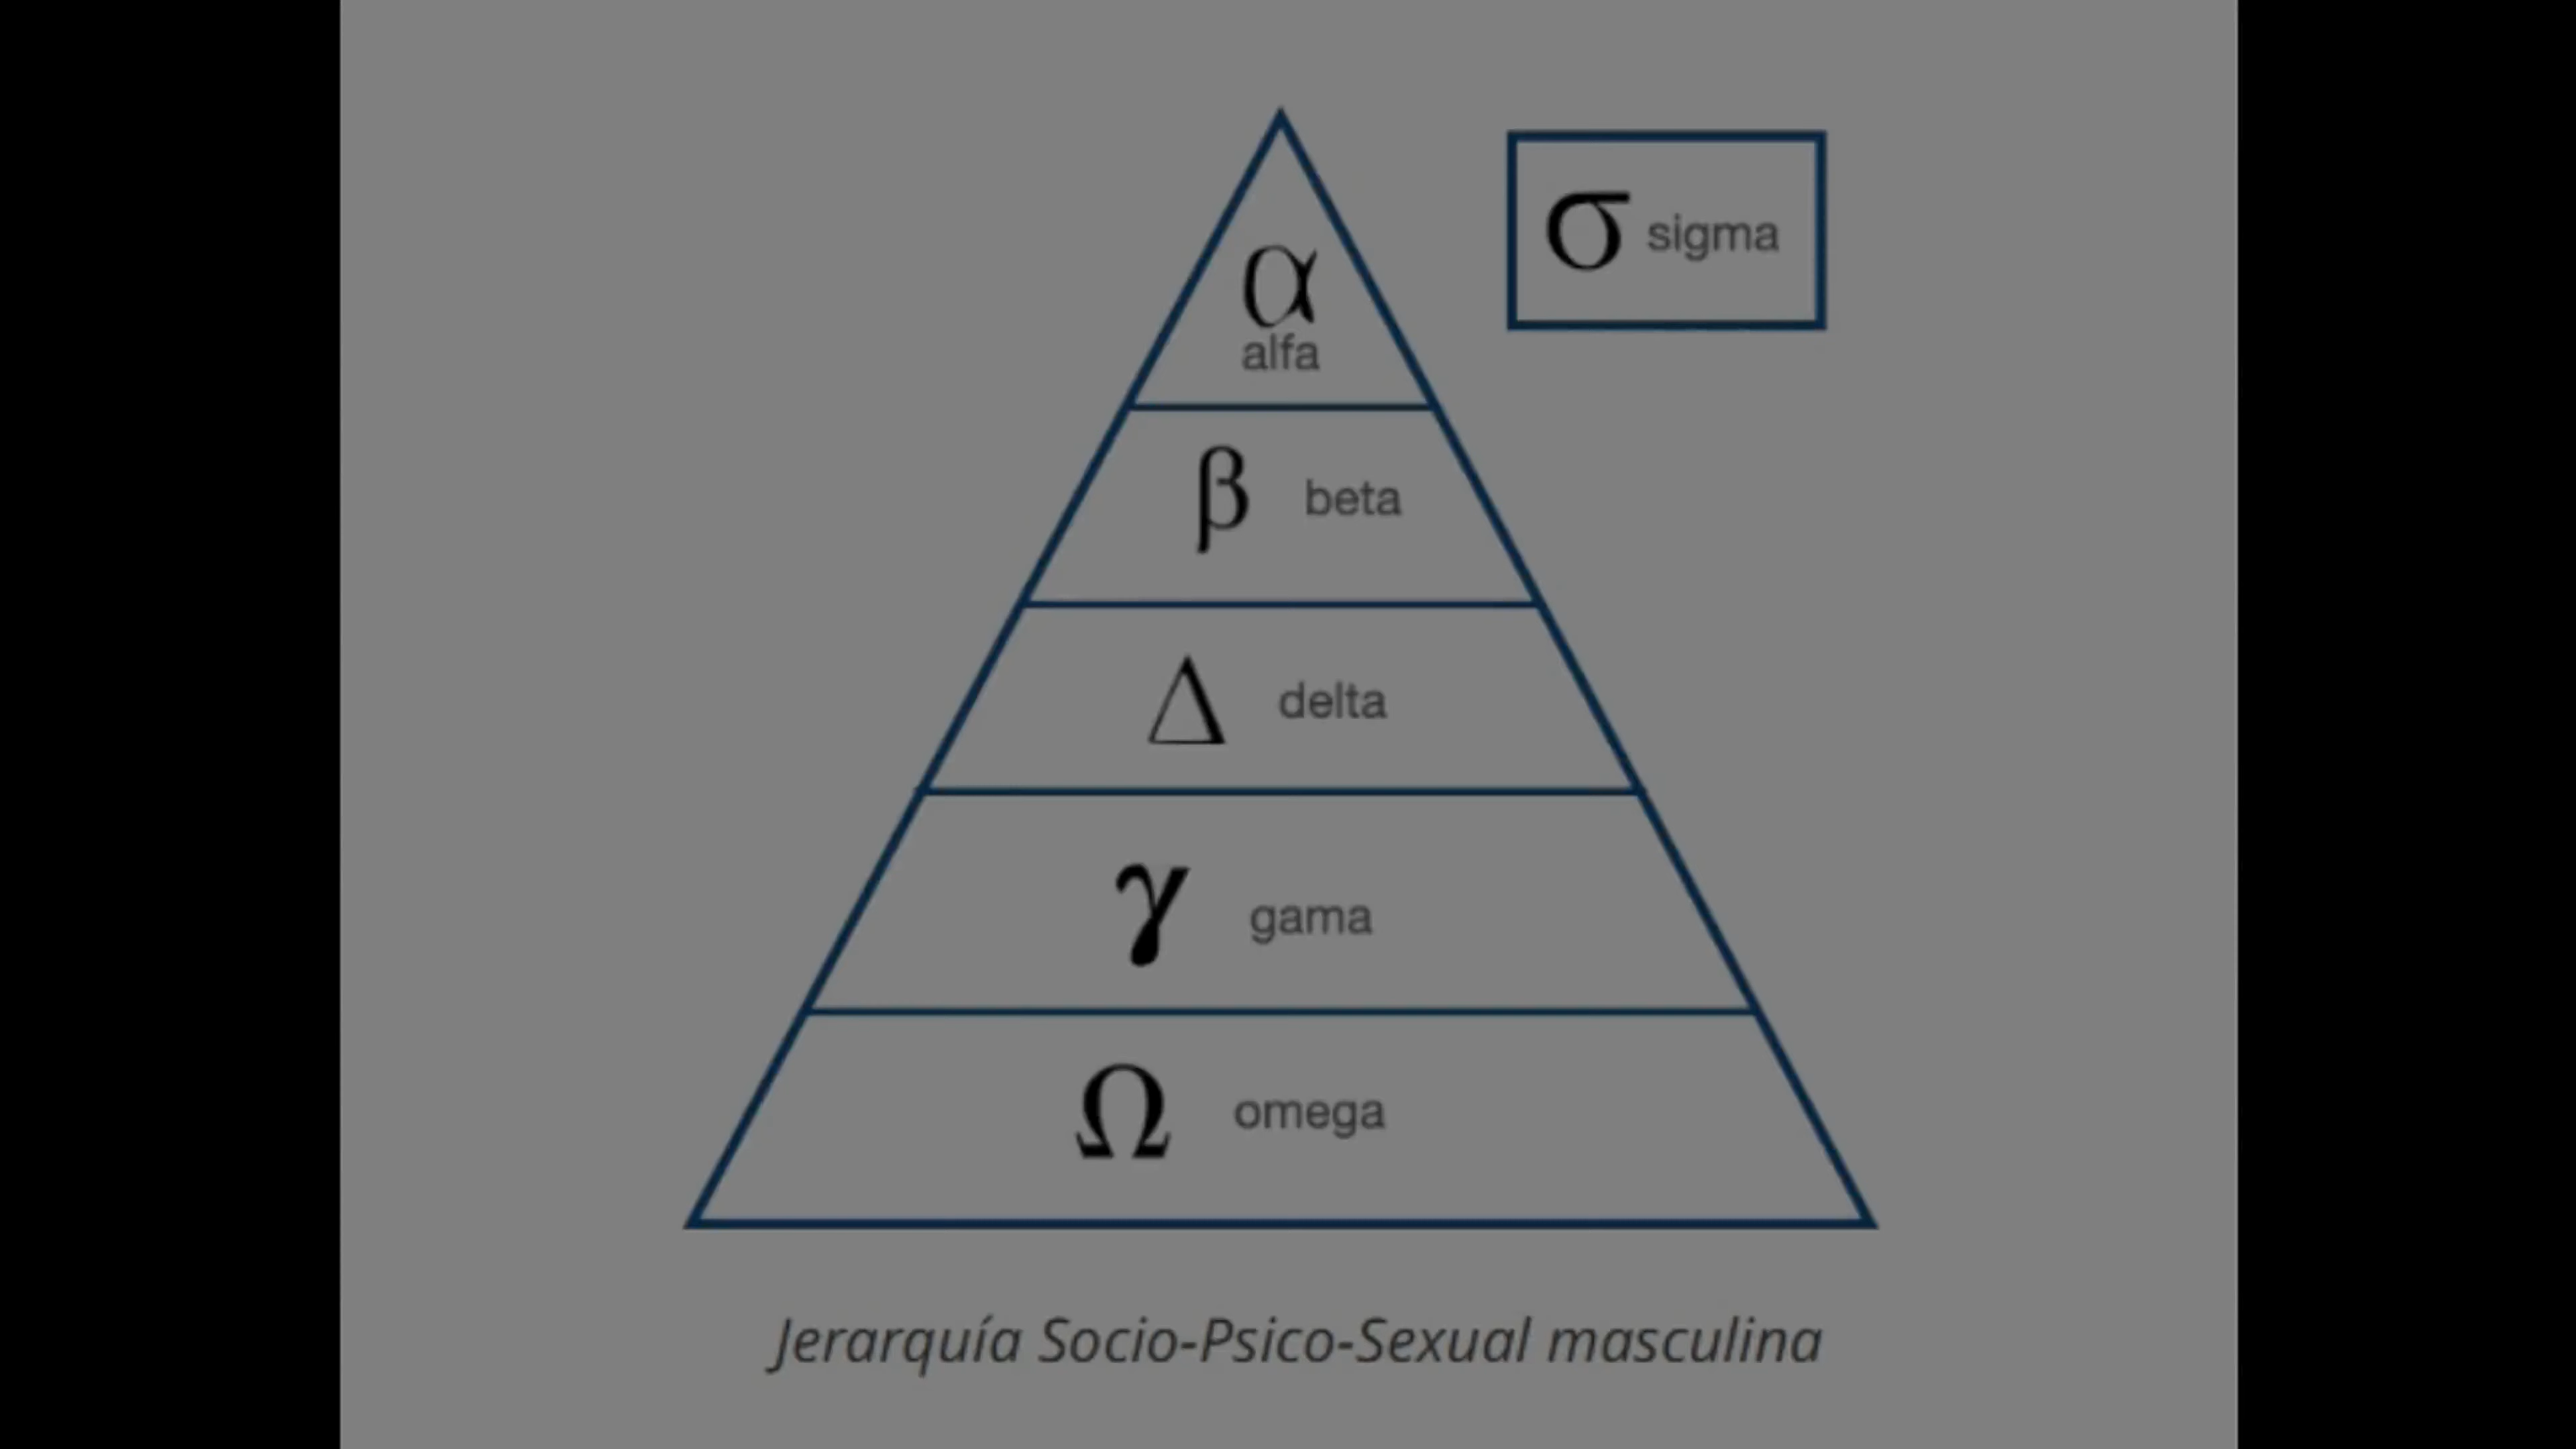 σ sigma
α
alfa
β beta
Δ delta
γ gama
Ω omega
Jerarquía Socio-Psico-Sexual masculina